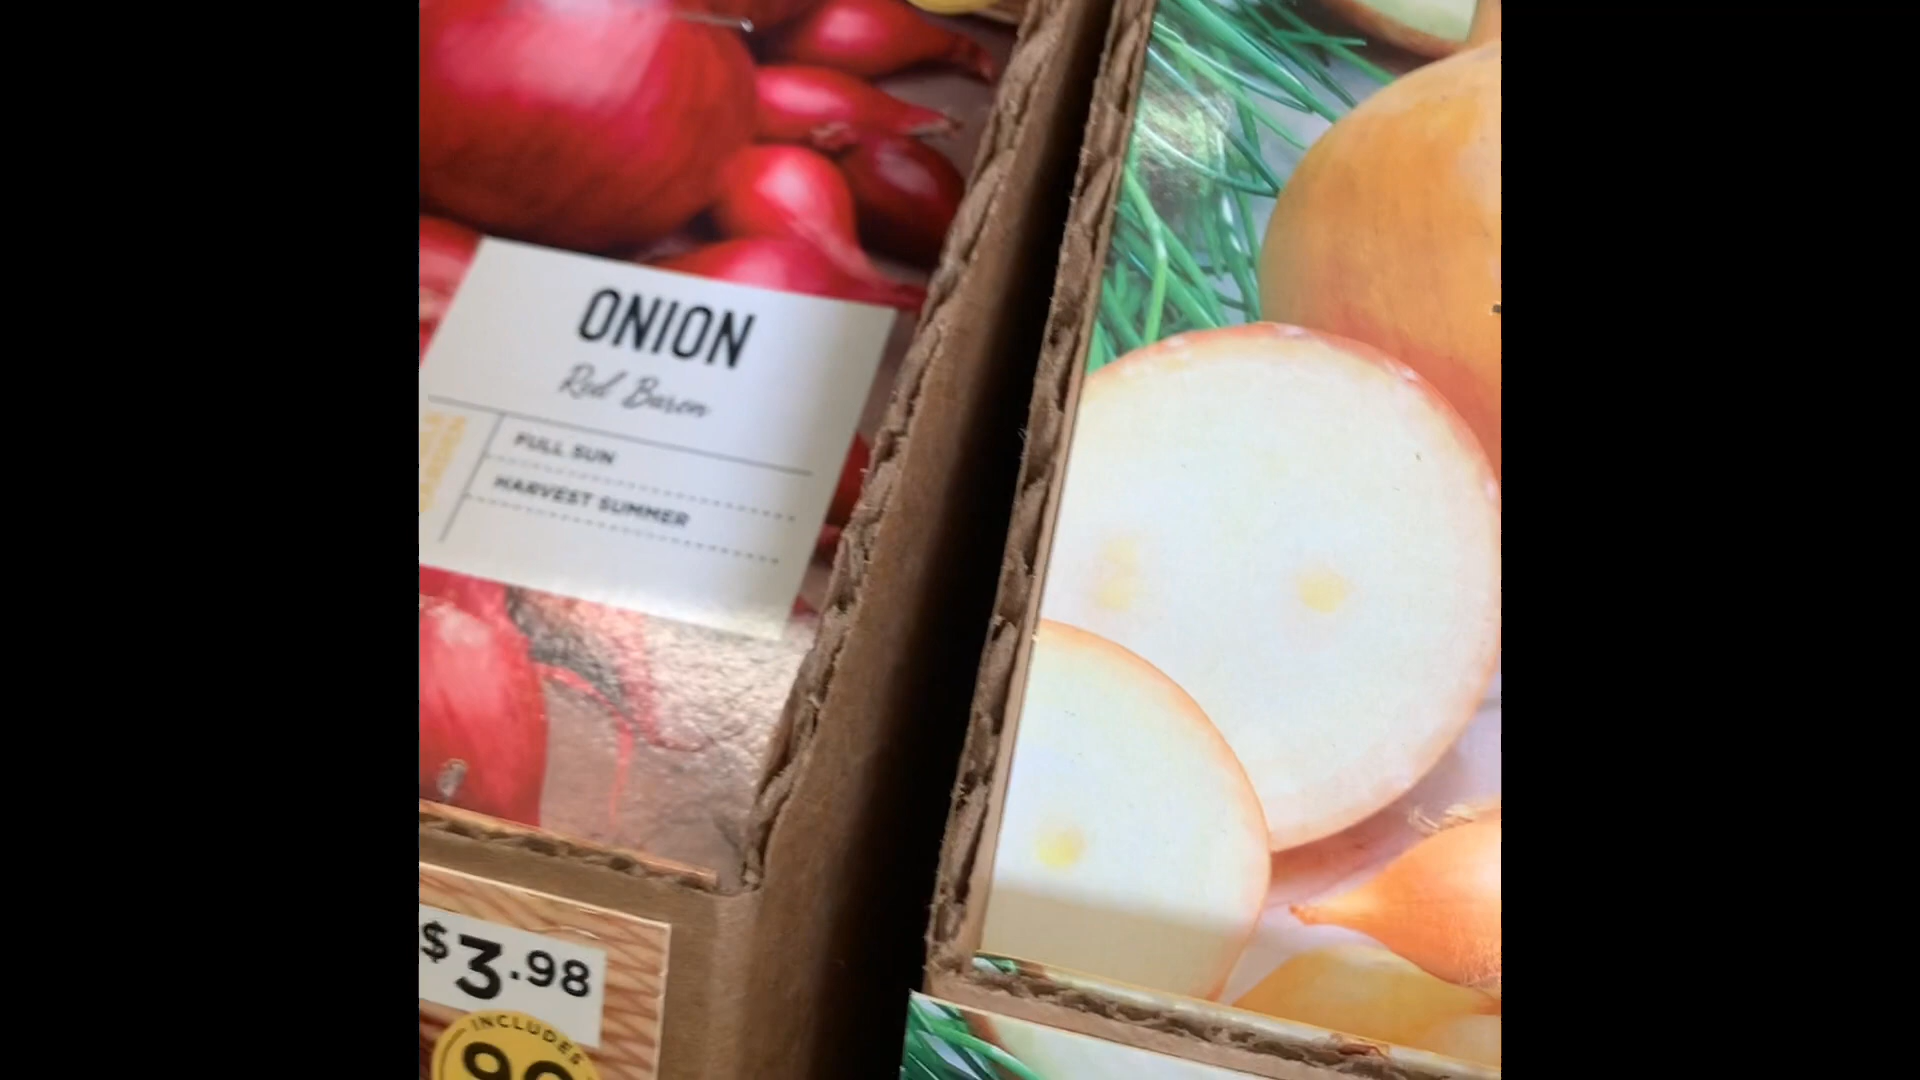 ONION
Red Baron
FULL SUN
HARVEST SUMMER
$3.98
INCLUDES